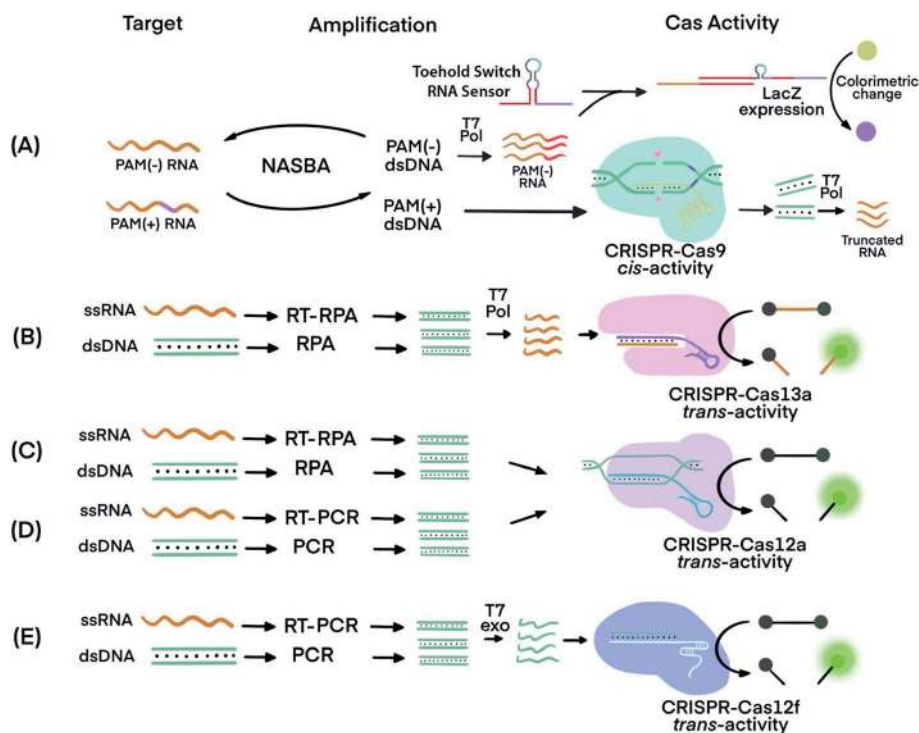 Target
Amplification
Cas Activity
Toehold Switch
RNA Sensor
LacZ
expression
Colorimetric
change
(A)
PAM(-) RNA
NASBA
PAM(-)
dsDNA
T7
Pol
PAM(-)
RNA
PAM(+) RNA
PAM(+)
dsDNA
CRISPR-Cas9
cis-activity
T7
Pol
Truncated
RNA
(B)
ssRNA
RT-RPA
dsDNA
RPA
T7
Pol
CRISPR-Cas13a
trans-activity
(C)
ssRNA
RT-RPA
dsDNA
RPA
(D)
ssRNA
RT-PCR
dsDNA
PCR
CRISPR-Cas12a
trans-activity
(E)
ssRNA
RT-PCR
dsDNA
PCR
T7
exo
CRISPR-Cas12f
trans-activity